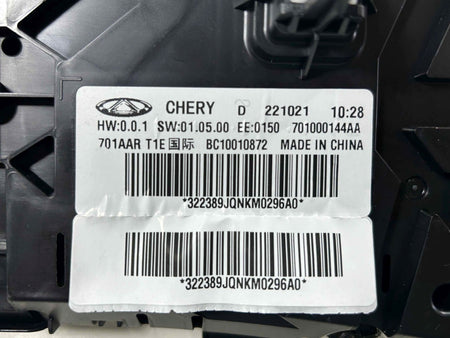 CHERY D 221021 10:28
HW:0.0.1 SW:01.05.00 EE:0150 701000144AA
701AAR T1E 国际 BC10010872 MADE IN CHINA
*322389JQNKM0296A0*
*322389JQNKM0296A0*